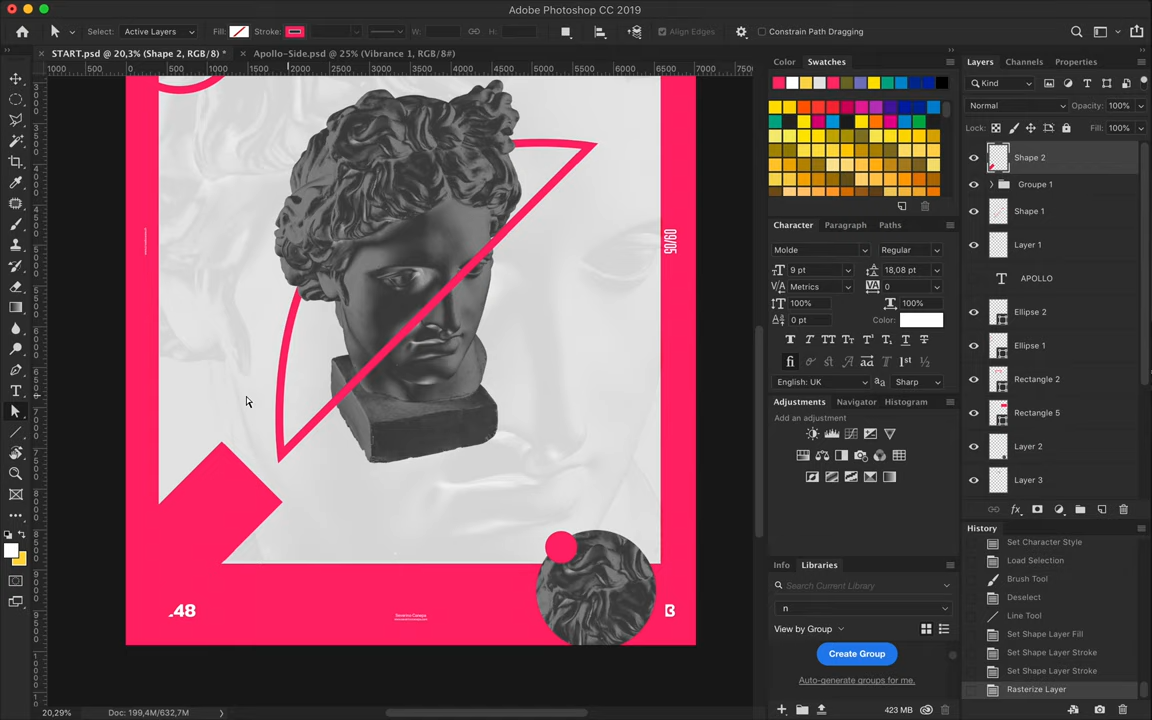 Adobe Photoshop CC 2019
Select: Active Layers Fill: Stroke: W: H: Align Edges Constrain Path Dragging
START.psd @ 20,3% (Shape 2, RGB/8) * Apollo-Side.psd @ 25% (Vibrance 1, RGB/8#)
1000 500 0 500 1000 1500 2000 2500 3000 3500 4000 4500 5000 5500 6000 6500 7000 7500
09/05
.48
B
20,29% Doc: 199,4M/632,7M
Color Swatches
Character Paragraph Paths
Molde Regular
9 pt 18,08 pt
Metrics 0
100% 100%
0 pt Color:
English: UK Sharp
Adjustments Navigator Histogram
Add an adjustment
Info Libraries
Search Current Library
n
View by Group
Create Group
Auto-generate groups for me.
423 MB
Layers Channels Properties
Kind
Normal Opacity: 100%
Lock: Fill: 100%
Shape 2
Groupe 1
Shape 1
Layer 1
APOLLO
Ellipse 2
Ellipse 1
Rectangle 2
Rectangle 5
Layer 2
Layer 3
History
Set Character Style
Load Selection
Brush Tool
Deselect
Line Tool
Set Shape Layer Fill
Set Shape Layer Stroke
Set Shape Layer Stroke
Rasterize Layer